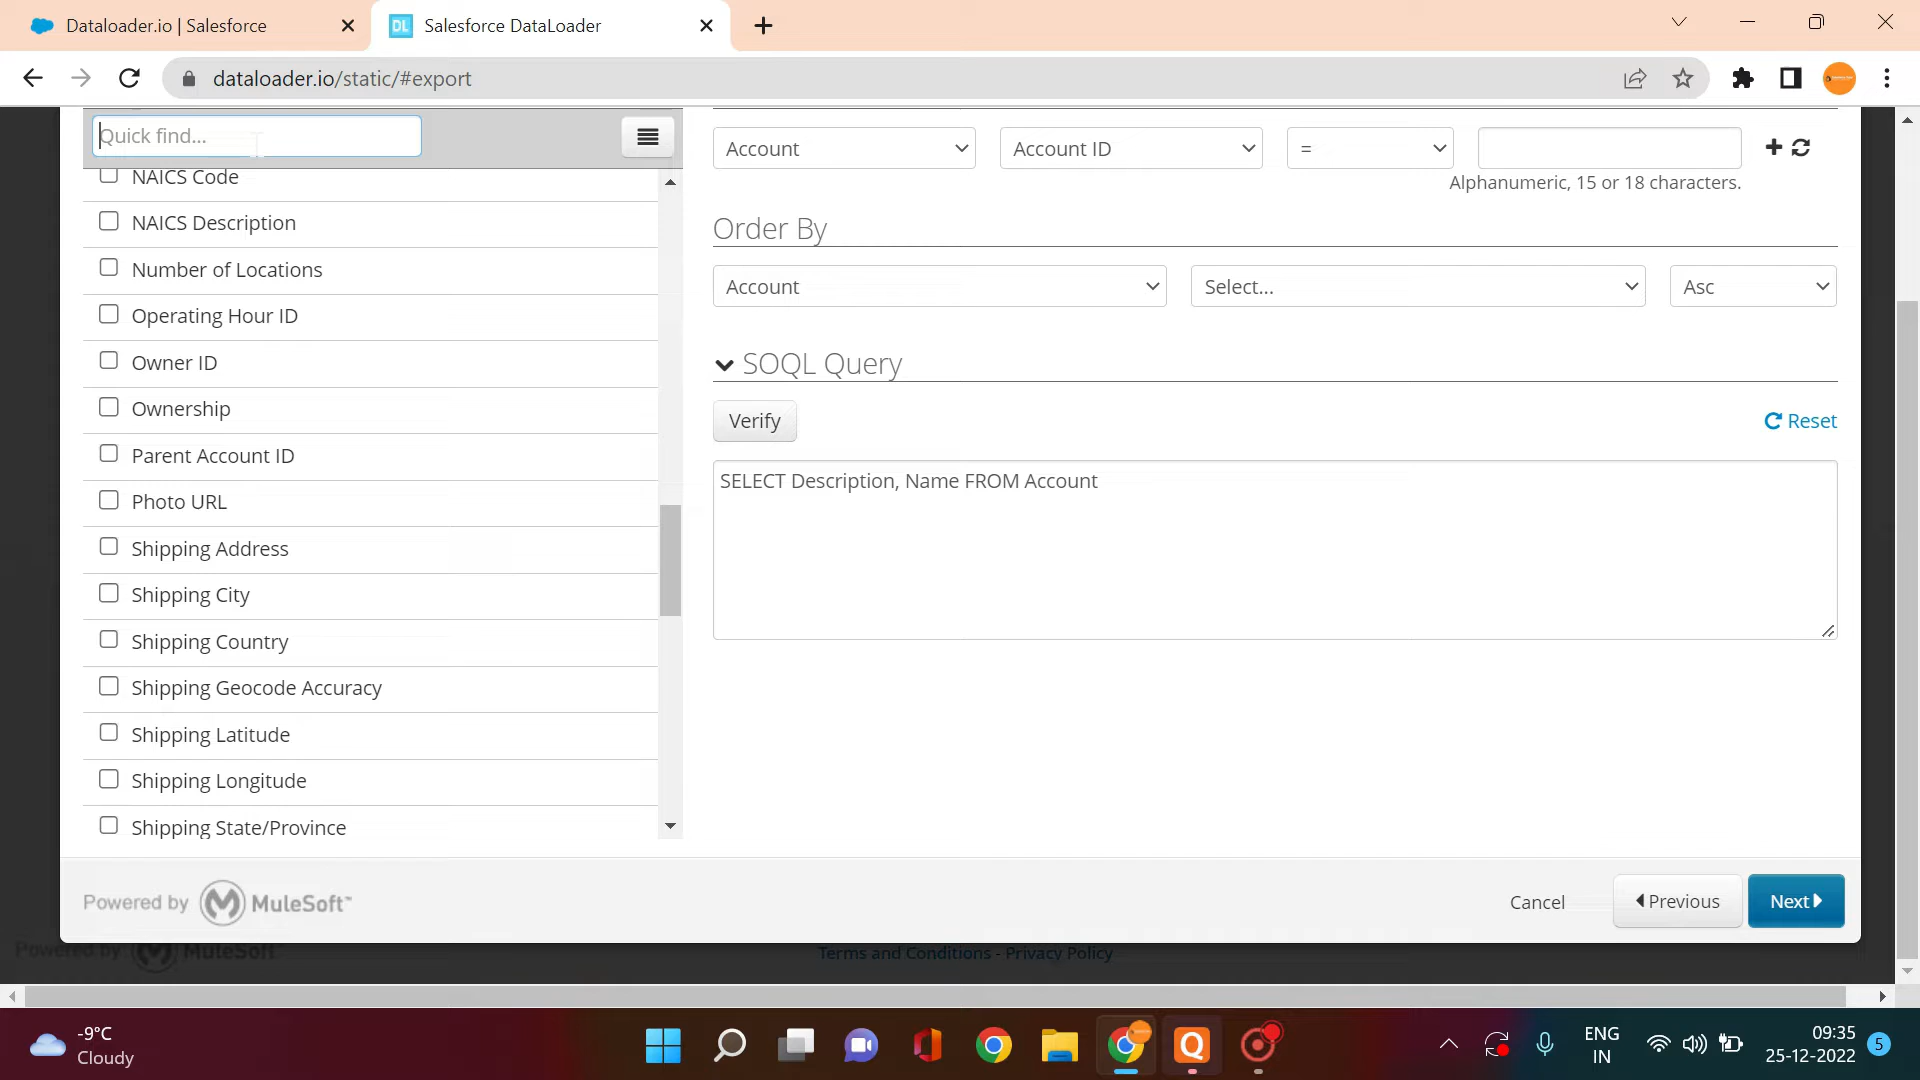 Dataloader.io | Salesforce
DL Salesforce DataLoader
dataloader.io/static/#export
Quick find...
NAICS Code
NAICS Description
Number of Locations
Operating Hour ID
Owner ID
Ownership
Parent Account ID
Photo URL
Shipping Address
Shipping City
Shipping Country
Shipping Geocode Accuracy
Shipping Latitude
Shipping Longitude
Shipping State/Province
Account Account ID =
Alphanumeric, 15 or 18 characters.
Order By
Account Select... Asc
SOQL Query
Verify Reset
SELECT Description, Name FROM Account
Powered by MuleSoft™
Cancel Previous Next
Powered by MuleSoft
Terms and Conditions - Privacy Policy
-9°C
Cloudy
Q
ENG
IN
09:35
25-12-2022
5